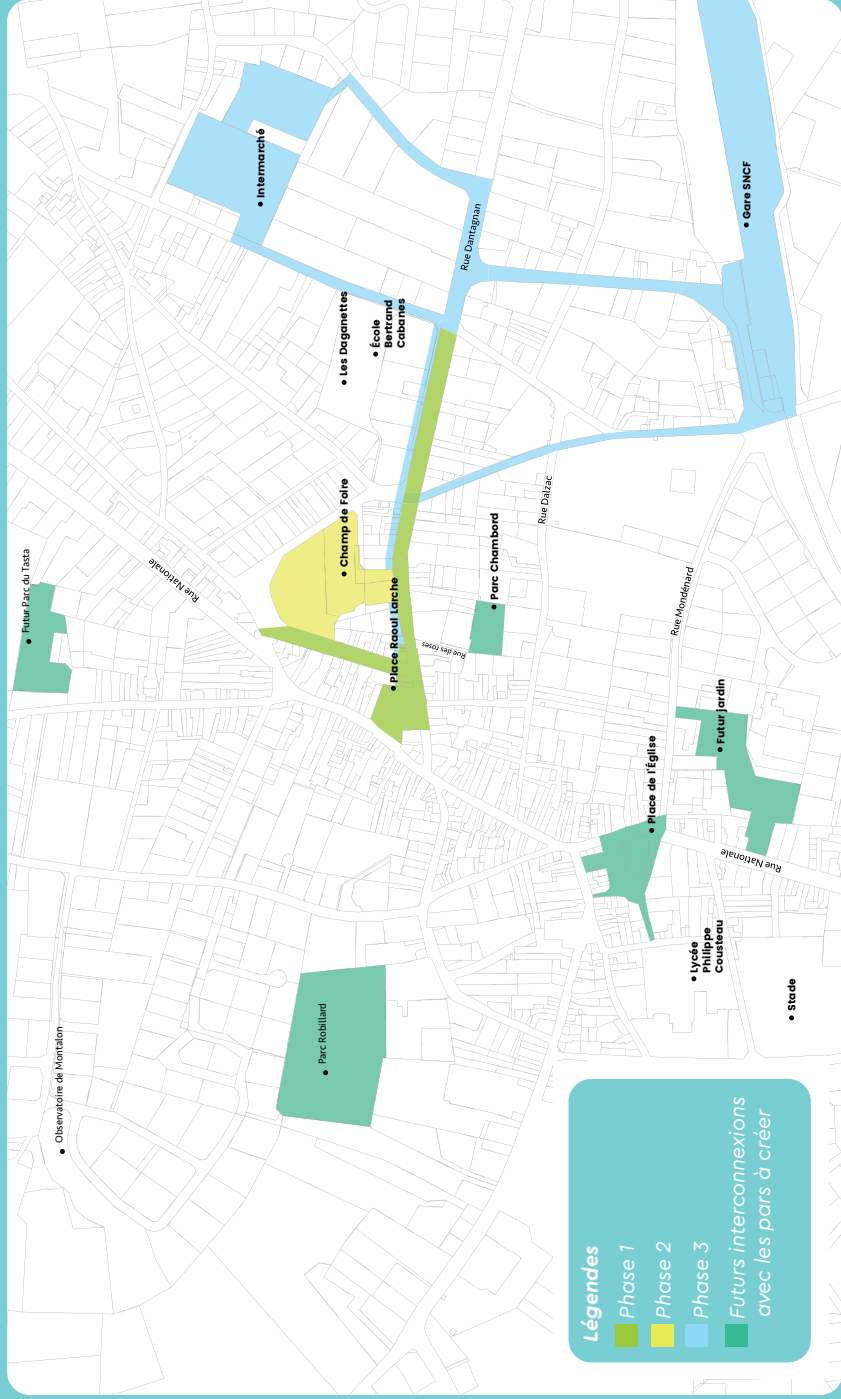 Futur Parc du Tasta
Observatoire de Montalon
Rue Nationale
Intermarché
Les Daganettes
École
Bertrand
Cabanes
Champ de Foire
Place Raoul Larche
Rue des roses
Rue Dantagnan
Parc Chambord
Rue Dalzac
Gare SNCF
Parc Robillard
Rue Mondénard
Place de l'Église
Futur jardin
Rue Nationale
Lycée
Philippe
Cousteau
Stade
Légendes
Phase 1
Phase 2
Phase 3
Futurs interconnexions
avec les pars à créer